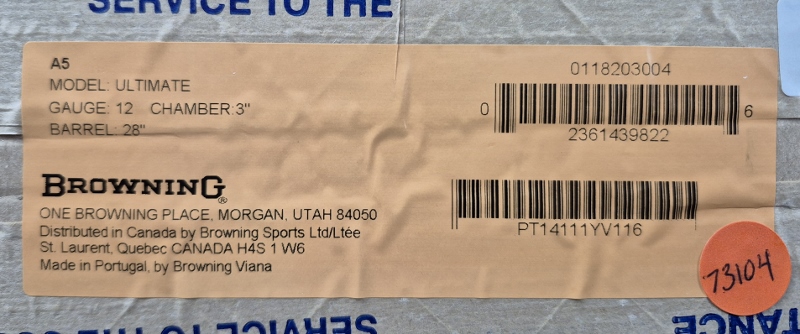 SERVICE TO THE
A5
MODEL: ULTIMATE
GAUGE: 12 CHAMBER:3"
BARREL: 28"
0118203004
0 2361439822 6
BROWNING®
ONE BROWNING PLACE, MORGAN, UTAH 84050
Distributed in Canada by Browning Sports Ltd/Ltée
St. Laurent, Quebec CANADA H4S 1 W6
Made in Portugal, by Browning Viana
PT14111YV116
73104
SERVICE TO THE